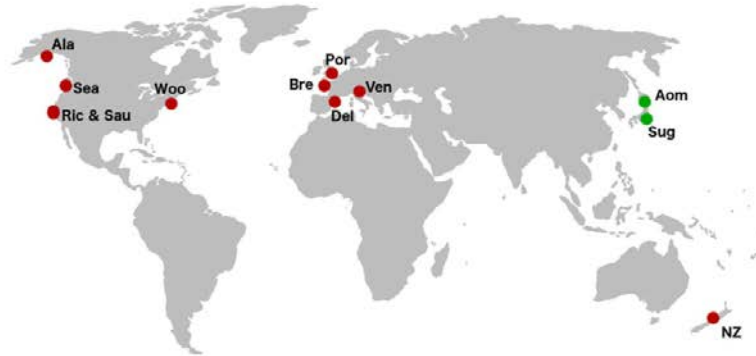 Ala
Por
Sea
Woo
Bre
Ven
Aom
Ric & Sau
Del
Sug
NZ